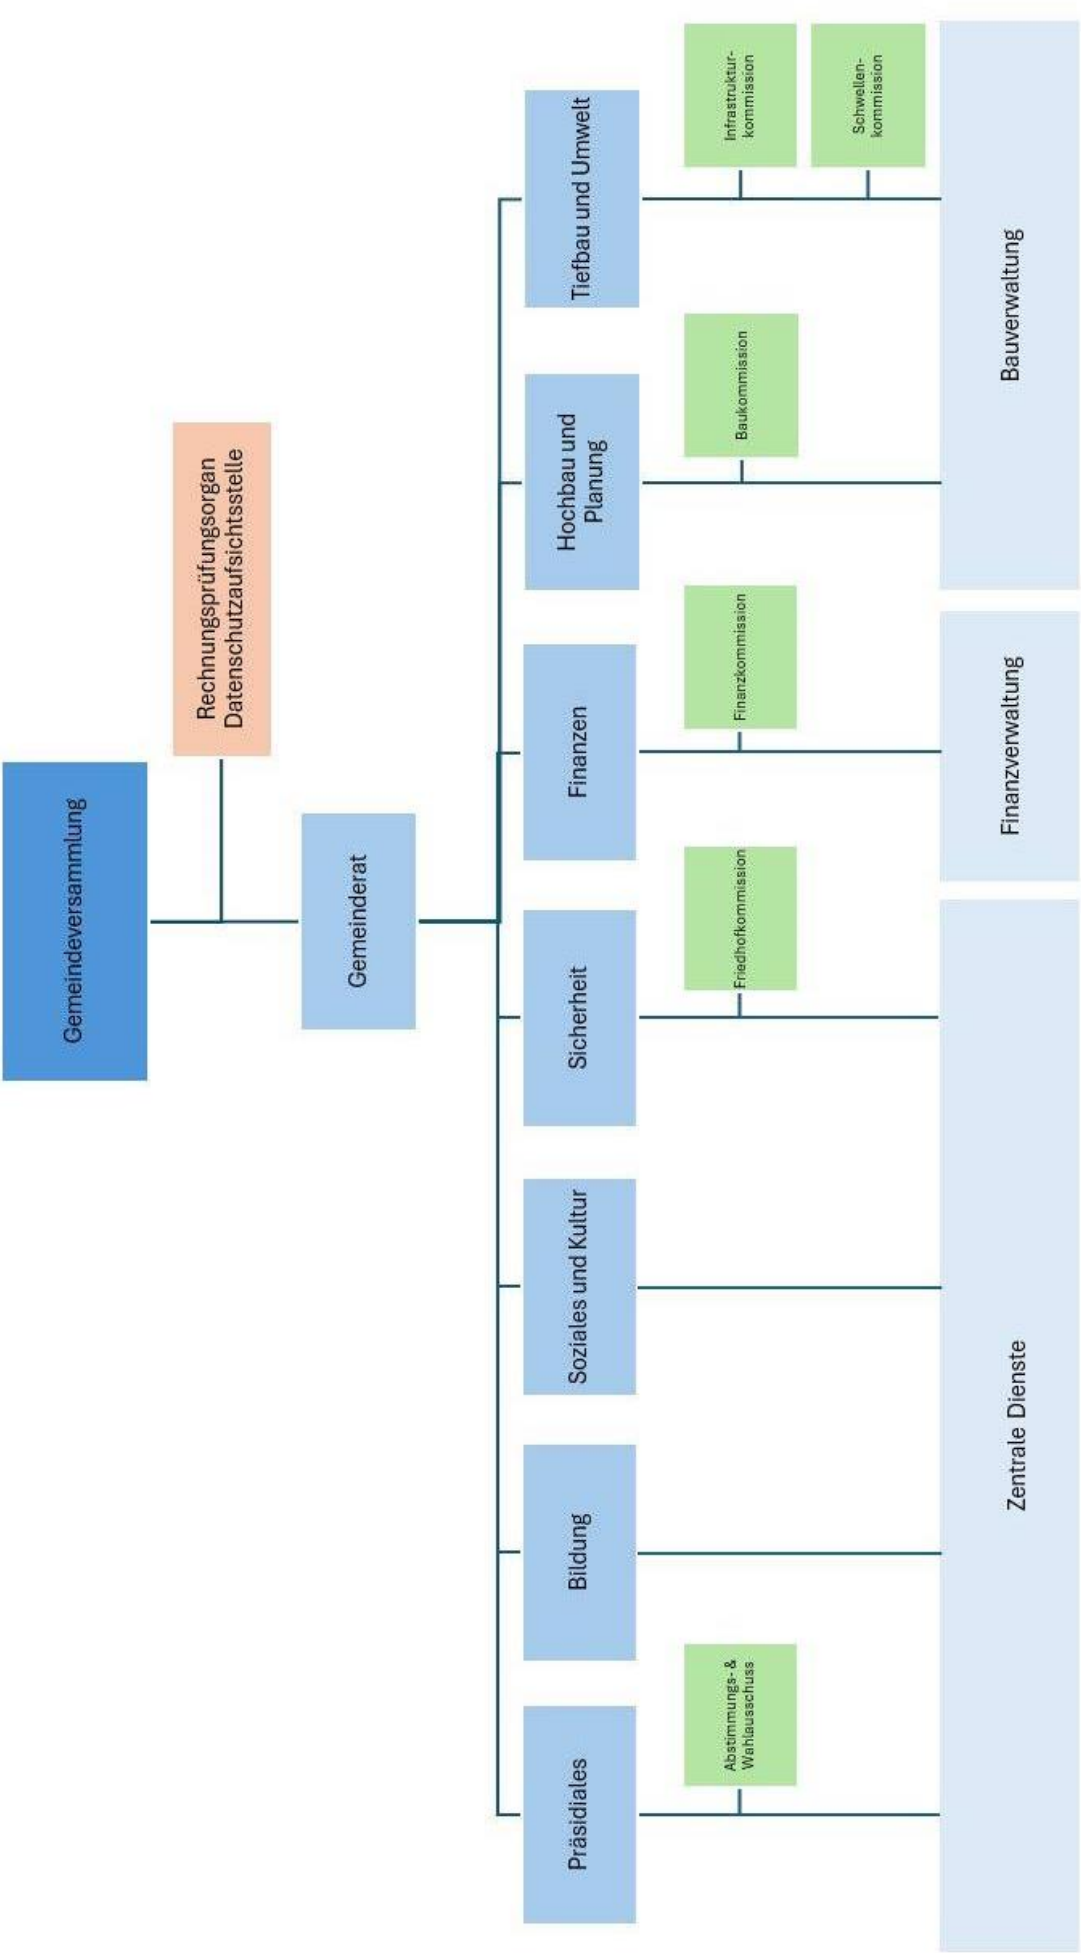 Gemeindeversammlung
Rechnungsprüfungsorgan
Datenschutzaufsichtsstelle
Gemeinderat
Präsidiales
Bildung
Soziales und Kultur
Sicherheit
Finanzen
Hochbau und
Planung
Tiefbau und Umwelt
Abstimmungs- &
Wahlausschuss
Friedhofkommission
Finanzkommission
Baukommission
Infrastruktur-
kommission
Schwellen-
kommission
Zentrale Dienste
Finanzverwaltung
Bauverwaltung